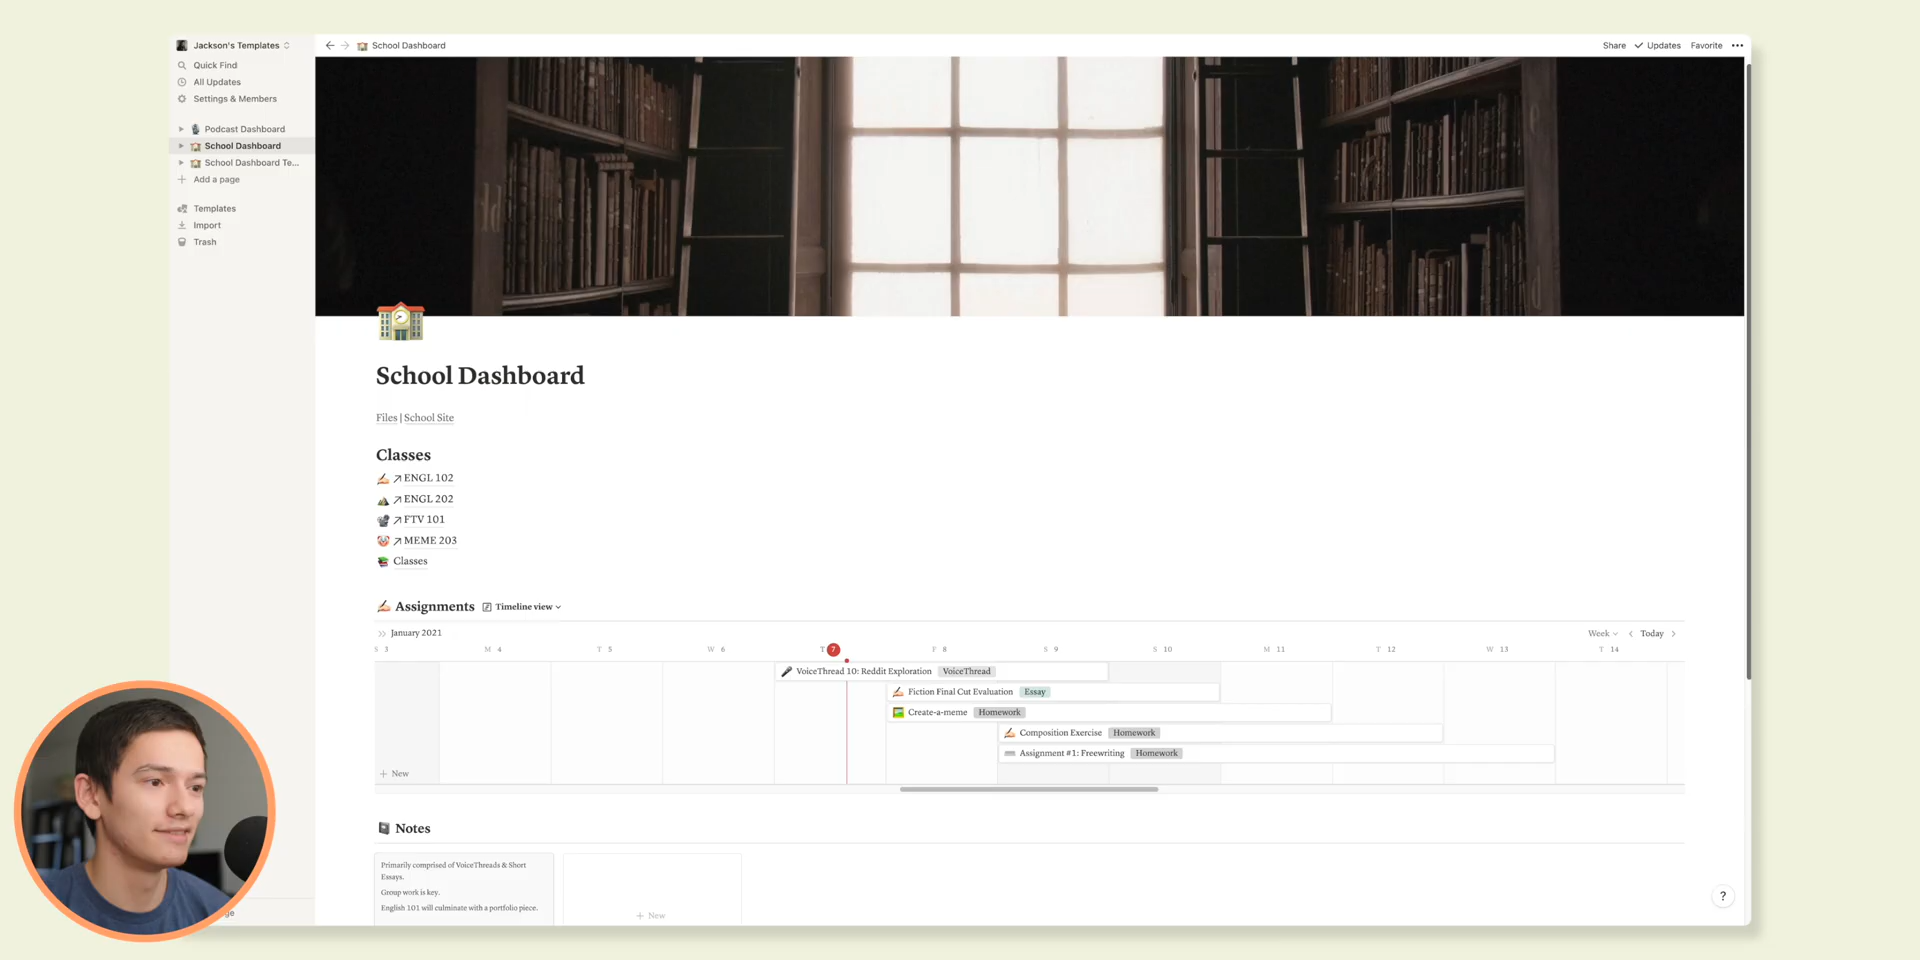 Jackson's Templates
School Dashboard
Share
Updates
Favorite
Quick Find
All Updates
Settings & Members
Podcast Dashboard
School Dashboard
School Dashboard Te...
Add a page
Templates
Import
Trash
School Dashboard
Files | School Site
Classes
ENGL 102
ENGL 202
FTV 101
MEME 203
Classes
Assignments
Timeline view
January 2021
Week
Today
S 3
M 4
T 5
W 6
T 7
F 8
S 9
S 10
M 11
T 12
W 13
T 14
VoiceThread 10: Reddit Exploration VoiceThread
Fiction Final Cut Evaluation Essay
Create-a-meme Homework
Composition Exercise Homework
Assignment #1: Freewriting Homework
+ New
Notes
Primarily comprised of VoiceThreads & Short
Essays.
Group work is key.
English 101 will culminate with a portfolio piece.
+ New
?